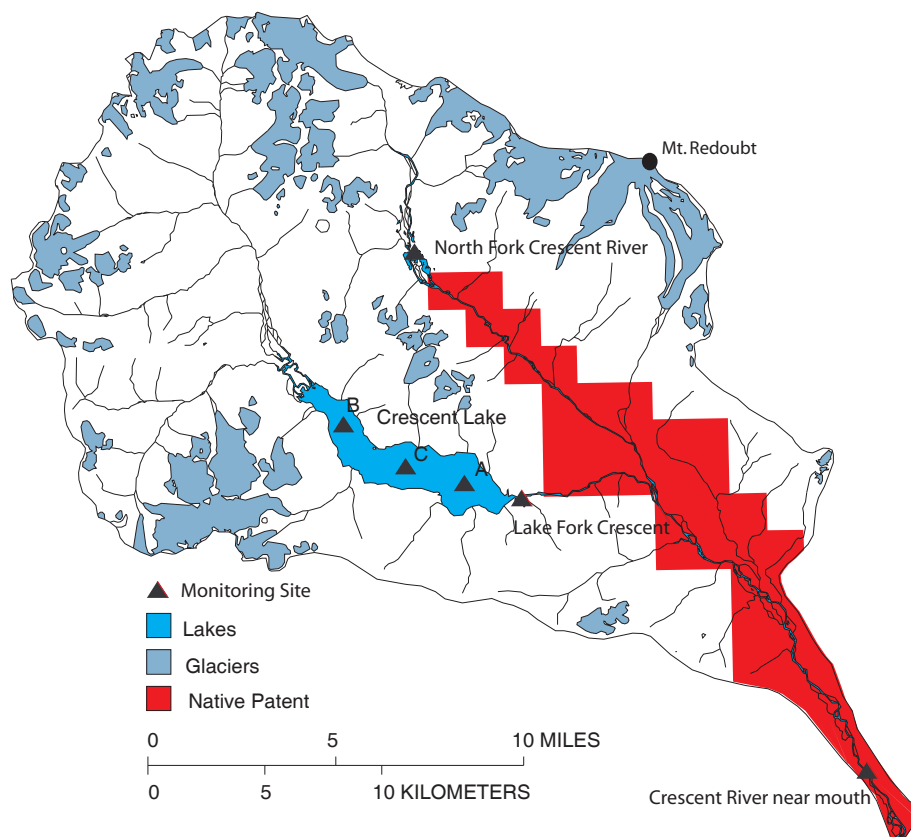 Mt. Redoubt
North Fork Crescent River
B
Crescent Lake
C
A
Lake Fork Crescent
Monitoring Site
Lakes
Glaciers
Native Patent
0 5 10 MILES
0 5 10 KILOMETERS
Crescent River near mouth